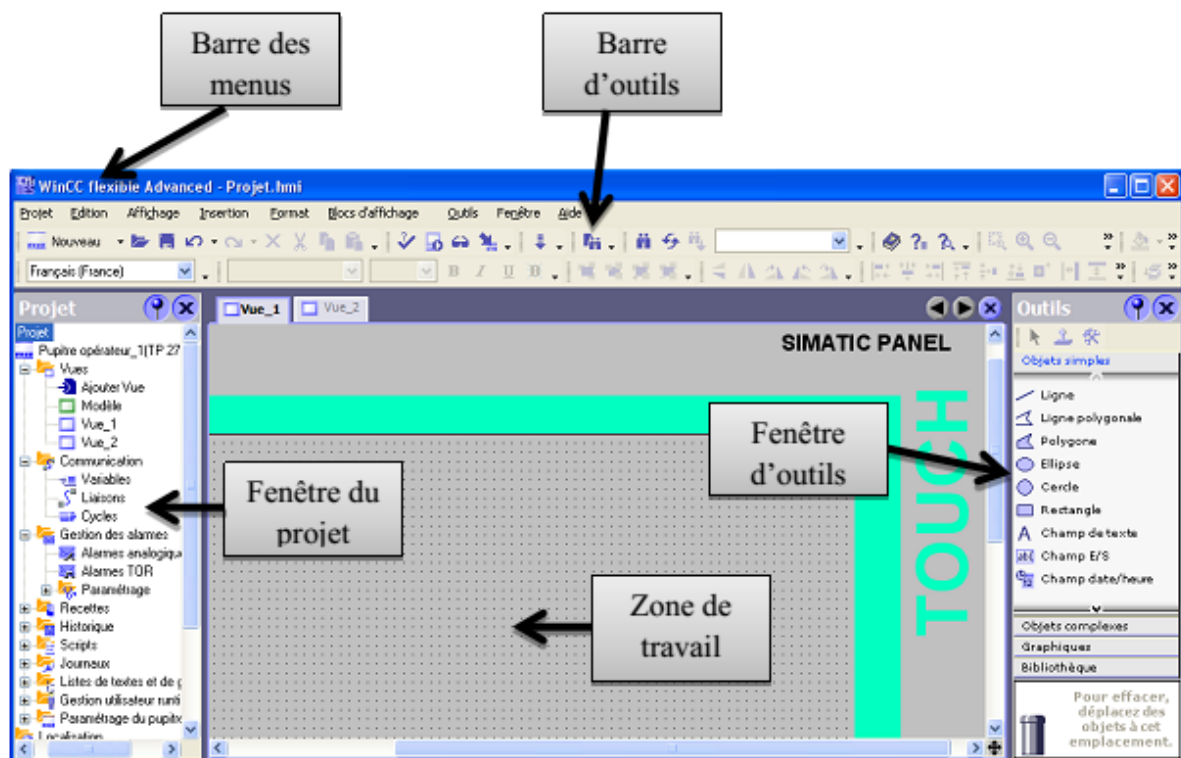 Barre des
menus
Barre
d'outils
WinCC flexible Advanced - Projet.hmi
Projet Edition Affichage Insertion Format Blocs d'affichage Outils Fenêtre Aide
Nouveau
Français (France)
B I U
Projet
Projet
Pupitre opérateur_1(TP 27
Vues
Ajouter Vue
Modèle
Vue_1
Vue_2
Communication
Variables
Liaisons
Cycles
Gestion des alarmes
Alarmes analogiqu
Alarmes TOR
Paramétrage
Recettes
Historique
Scripts
Journaux
Listes de textes et de g
Gestion utilisateur runti
Paramétrage du pupitre
Localisation
Vue_1 Vue_2
SIMATIC PANEL
TOUCH
Fenêtre du
projet
Fenêtre
d'outils
Zone de
travail
Outils
Objets simples
Ligne
Ligne polygonale
Polygone
Ellipse
Cercle
Rectangle
A Champ de texte
Champ E/S
Champ date/heure
Objets complexes
Graphiques
Bibliothèque
Pour effacer,
déplacez des
objets à cet
emplacement.